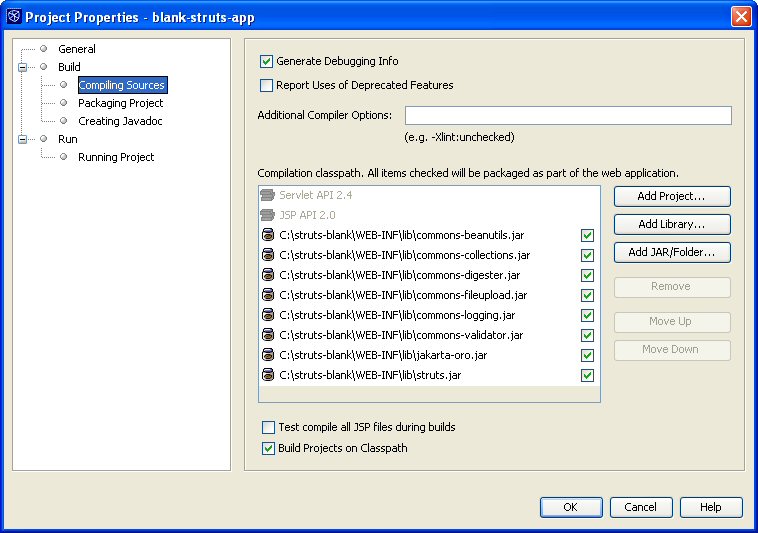 Project Properties - blank-struts-app
General
Build
Compiling Sources
Packaging Project
Creating Javadoc
Run
Running Project
Generate Debugging Info
Report Uses of Deprecated Features
Additional Compiler Options:
(e.g. -Xlint:unchecked)
Compilation classpath. All items checked will be packaged as part of the web application.
Servlet API 2.4
JSP API 2.0
C:\struts-blank\WEB-INF\lib\commons-beanutils.jar
C:\struts-blank\WEB-INF\lib\commons-collections.jar
C:\struts-blank\WEB-INF\lib\commons-digester.jar
C:\struts-blank\WEB-INF\lib\commons-fileupload.jar
C:\struts-blank\WEB-INF\lib\commons-logging.jar
C:\struts-blank\WEB-INF\lib\commons-validator.jar
C:\struts-blank\WEB-INF\lib\jakarta-oro.jar
C:\struts-blank\WEB-INF\lib\struts.jar
Add Project...
Add Library...
Add JAR/Folder...
Remove
Move Up
Move Down
Test compile all JSP files during builds
Build Projects on Classpath
OK
Cancel
Help